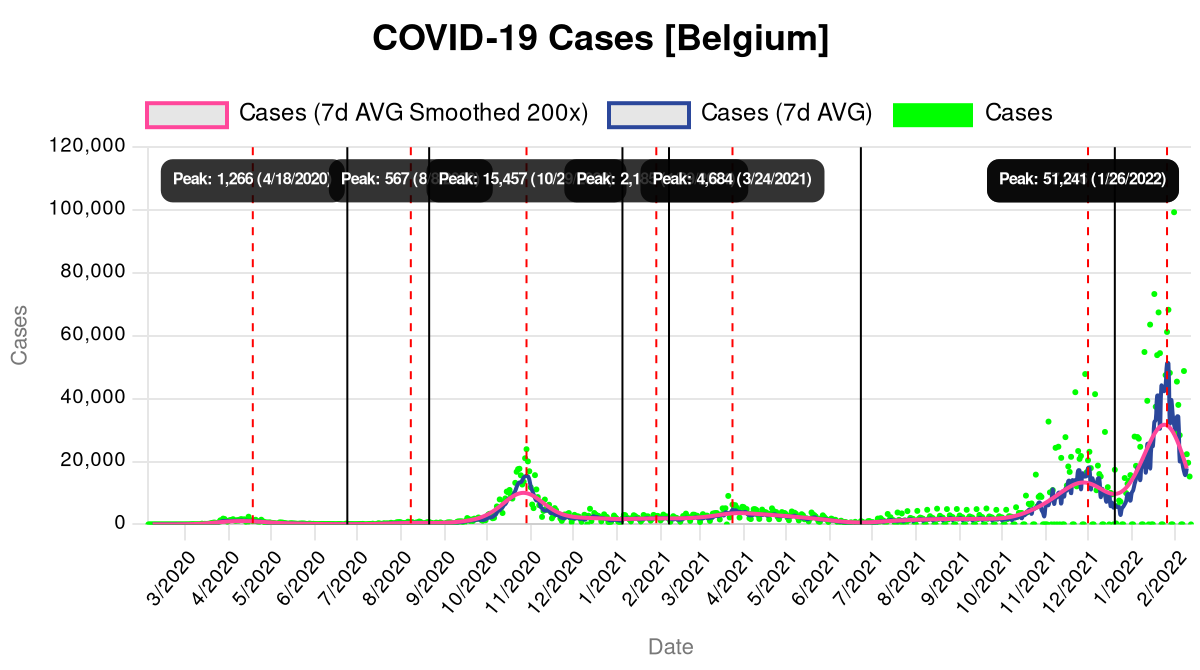 COVID-19 Cases [Belgium]
Cases (7d AVG Smoothed 200x)
Cases (7d AVG)
Cases
120,000
100,000
80,000
60,000
40,000
20,000
0
Cases
Peak: 1,266 (4/18/2020)
Peak: 567 (8/8
Peak: 15,457 (10/29
Peak: 2,18
Peak: 4,684 (3/24/2021)
Peak: 51,241 (1/26/2022)
3/2020
4/2020
5/2020
6/2020
7/2020
8/2020
9/2020
10/2020
11/2020
12/2020
1/2021
2/2021
3/2021
4/2021
5/2021
6/2021
7/2021
8/2021
9/2021
10/2021
11/2021
12/2021
1/2022
2/2022
Date